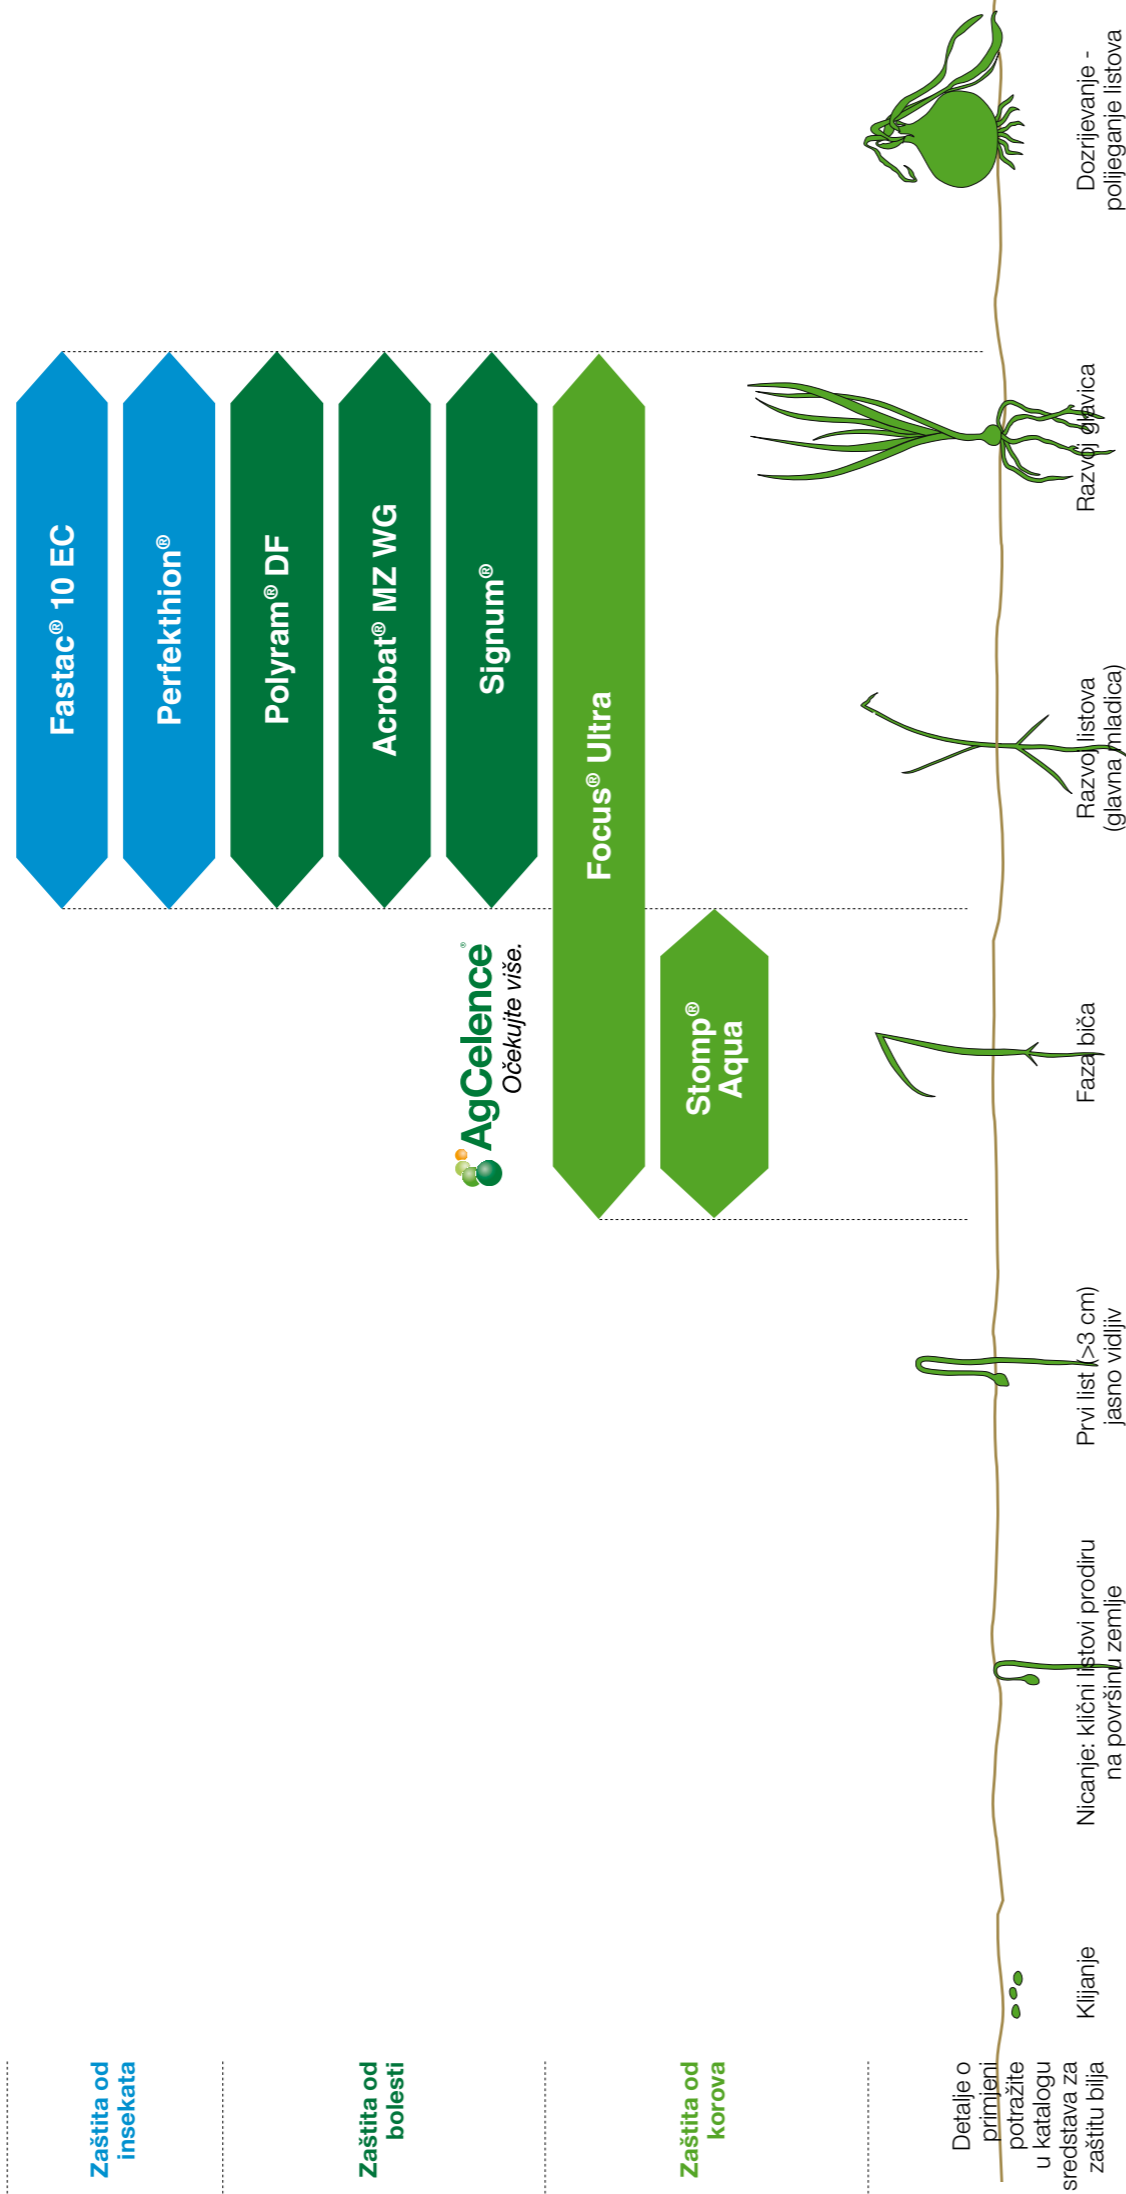 Zaštita od
insekata
Fastac® 10 EC
Perfekthion®
Zaštita od
bolesti
Polyram® DF
Acrobat® MZ WG
Signum®
AgCelence®
Očekujte više.
Zaštita od
korova
Focus® Ultra
Stomp®
Aqua
Detalje o
primjeni
potražite
u katalogu
sredstava za
zaštitu bilja
Klijanje
Nicanje: klični listovi prodiru
na površinu zemlje
Prvi list (>3 cm)
jasno vidljiv
Faza biča
Razvoj listova
(glavna mladica)
Razvoj glavica
Dozrijevanje -
polijeganje listova